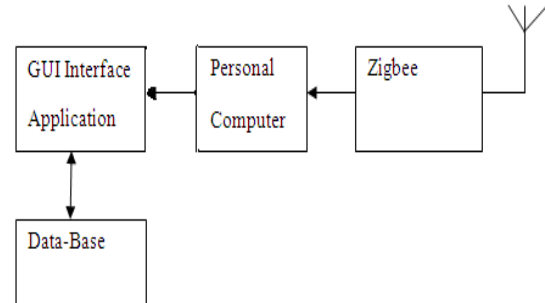 GUI Interface
Application
Personal
Computer
Zigbee
Data-Base